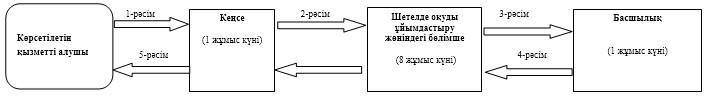 Көрсетілетін
қызметті алушы
1-рәсім
5-рәсім
Кеңсе
(1 жұмыс күні)
2-рәсім
Шетелде оқуды
ұйымдастыру
жөніндегі бөлімше
(8 жұмыс күні)
3-рәсім
4-рәсім
Басшылық
(1 жұмыс күні)